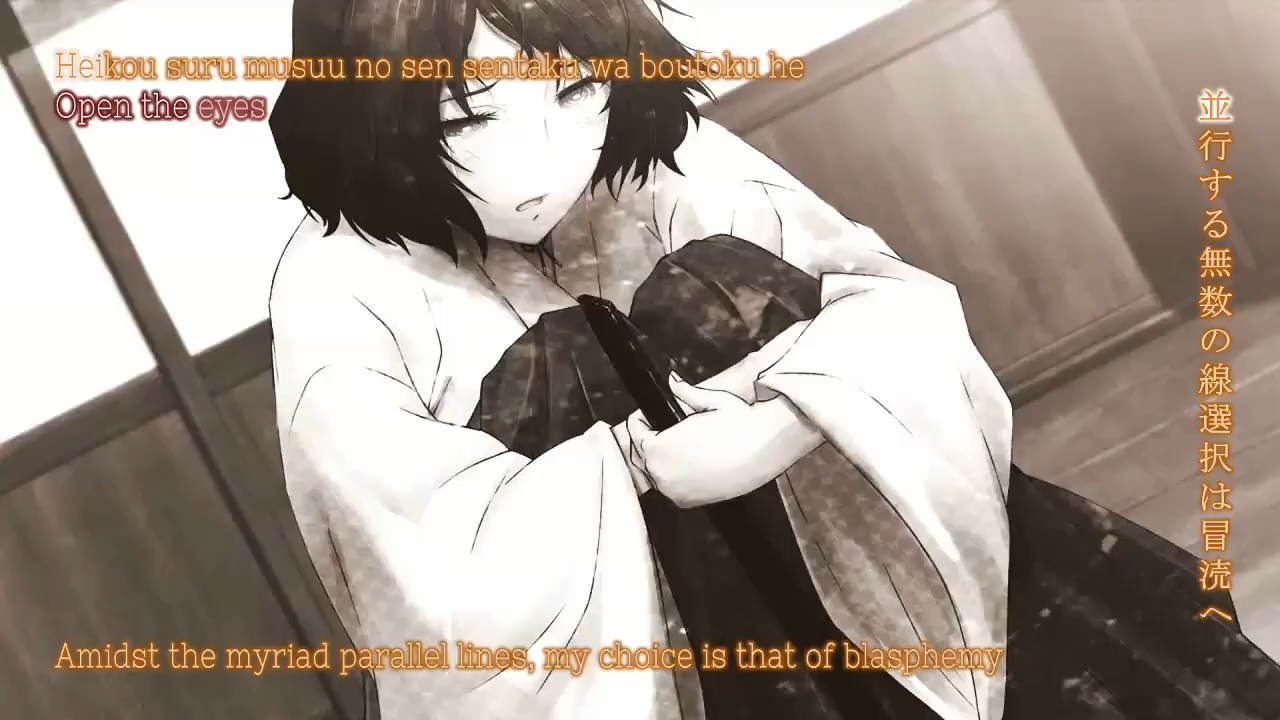 Heikou suru musuu no sen sentaku wa boutoku he
Open the eyes
並行する無数の線選択は冒涜へ
Amidst the myriad parallel lines, my choice is that of blasphemy